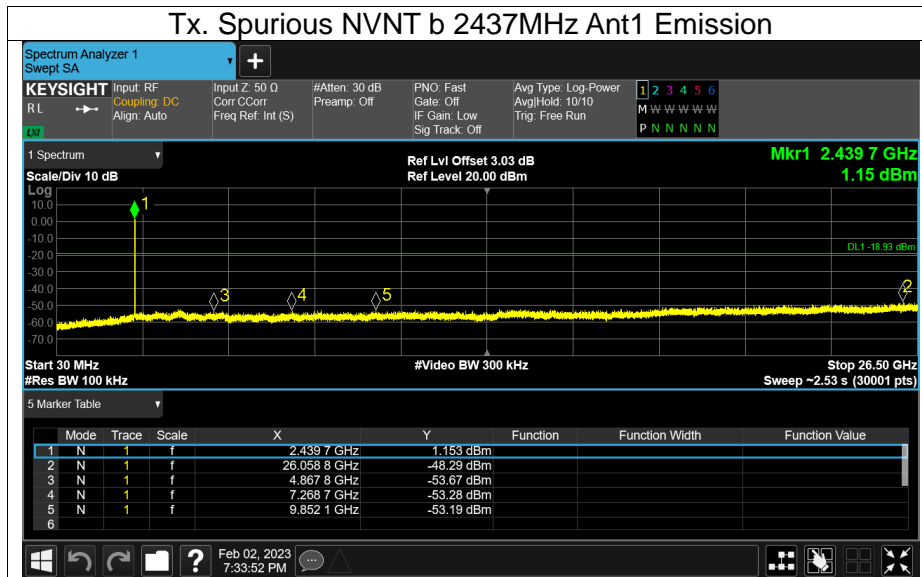 Tx. Spurious NVNT b 2437MHz Ant1 Emission
Spectrum Analyzer 1
Swept SA
+
KEYSIGHT Input: RF Input Z: 50 Ω #Atten: 30 dB PNO: Fast Avg Type: Log-Power 1 2 3 4 5 6
R L Coupling: DC Corr CCorr Preamp: Off Gate: Off Avg|Hold: 10/10 M W W W W W
Align: Auto Freq Ref: Int (S) IF Gain: Low Trig: Free Run
LXI Sig Track: Off P N N N N N
1 Spectrum Ref Lvl Offset 3.03 dB Mkr1 2.439 7 GHz
Scale/Div 10 dB Ref Level 20.00 dBm 1.15 dBm
Log
10.0 1
0.00
-10.0
DL1 -18.93 dBm
-20.0
-30.0
-40.0
3 4 5 2
-50.0
-60.0
-70.0
Start 30 MHz #Video BW 300 kHz Stop 26.50 GHz
#Res BW 100 kHz Sweep ~2.53 s (30001 pts)
5 Marker Table
Mode Trace Scale X Y Function Function Width Function Value
1 N 1 f 2.439 7 GHz 1.153 dBm
2 N 1 f 26.058 8 GHz -48.29 dBm
3 N 1 f 4.867 8 GHz -53.67 dBm
4 N 1 f 7.268 7 GHz -53.28 dBm
5 N 1 f 9.852 1 GHz -53.19 dBm
6
? Feb 02, 2023
7:33:52 PM